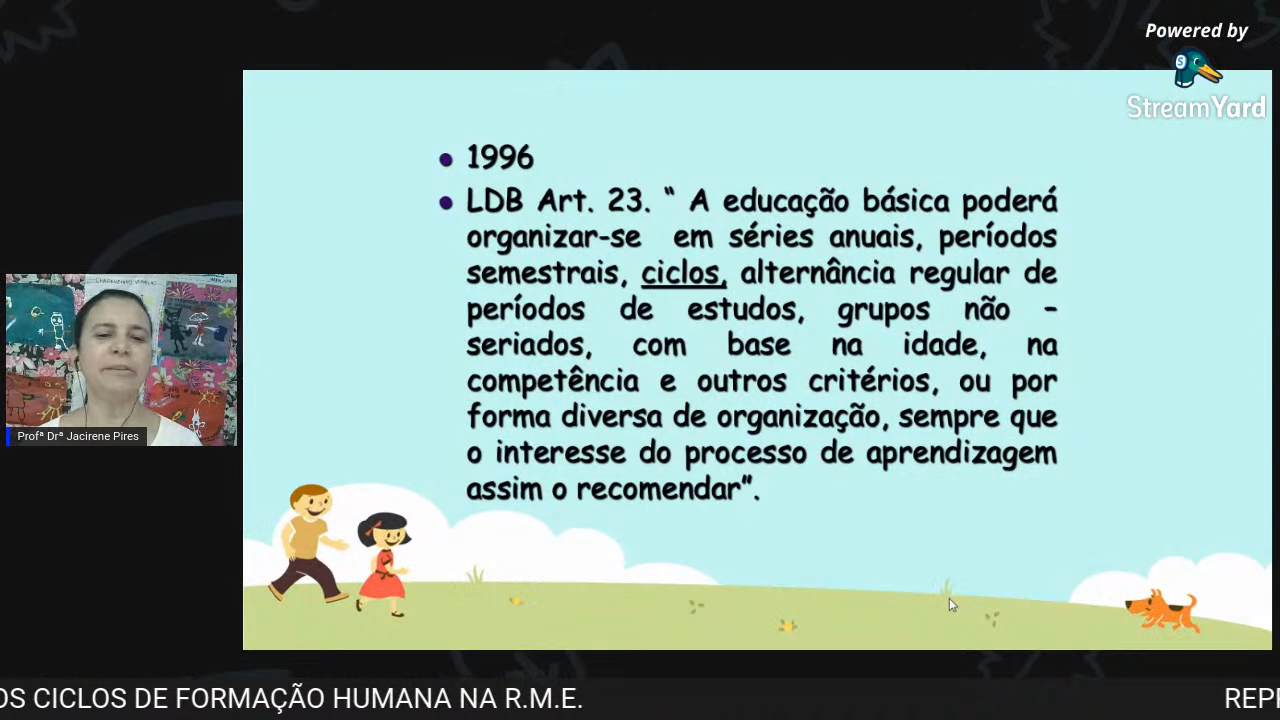 Powered by
StreamYard
• 1996
• LDB Art. 23. “ A educação básica poderá
organizar-se em séries anuais, períodos
semestrais, ciclos, alternância regular de
períodos de estudos, grupos não –
seriados, com base na idade, na
competência e outros critérios, ou por
forma diversa de organização, sempre que
o interesse do processo de aprendizagem
assim o recomendar”.
Profª Drª Jacirene Pires
OS CICLOS DE FORMAÇÃO HUMANA NA R.M.E.